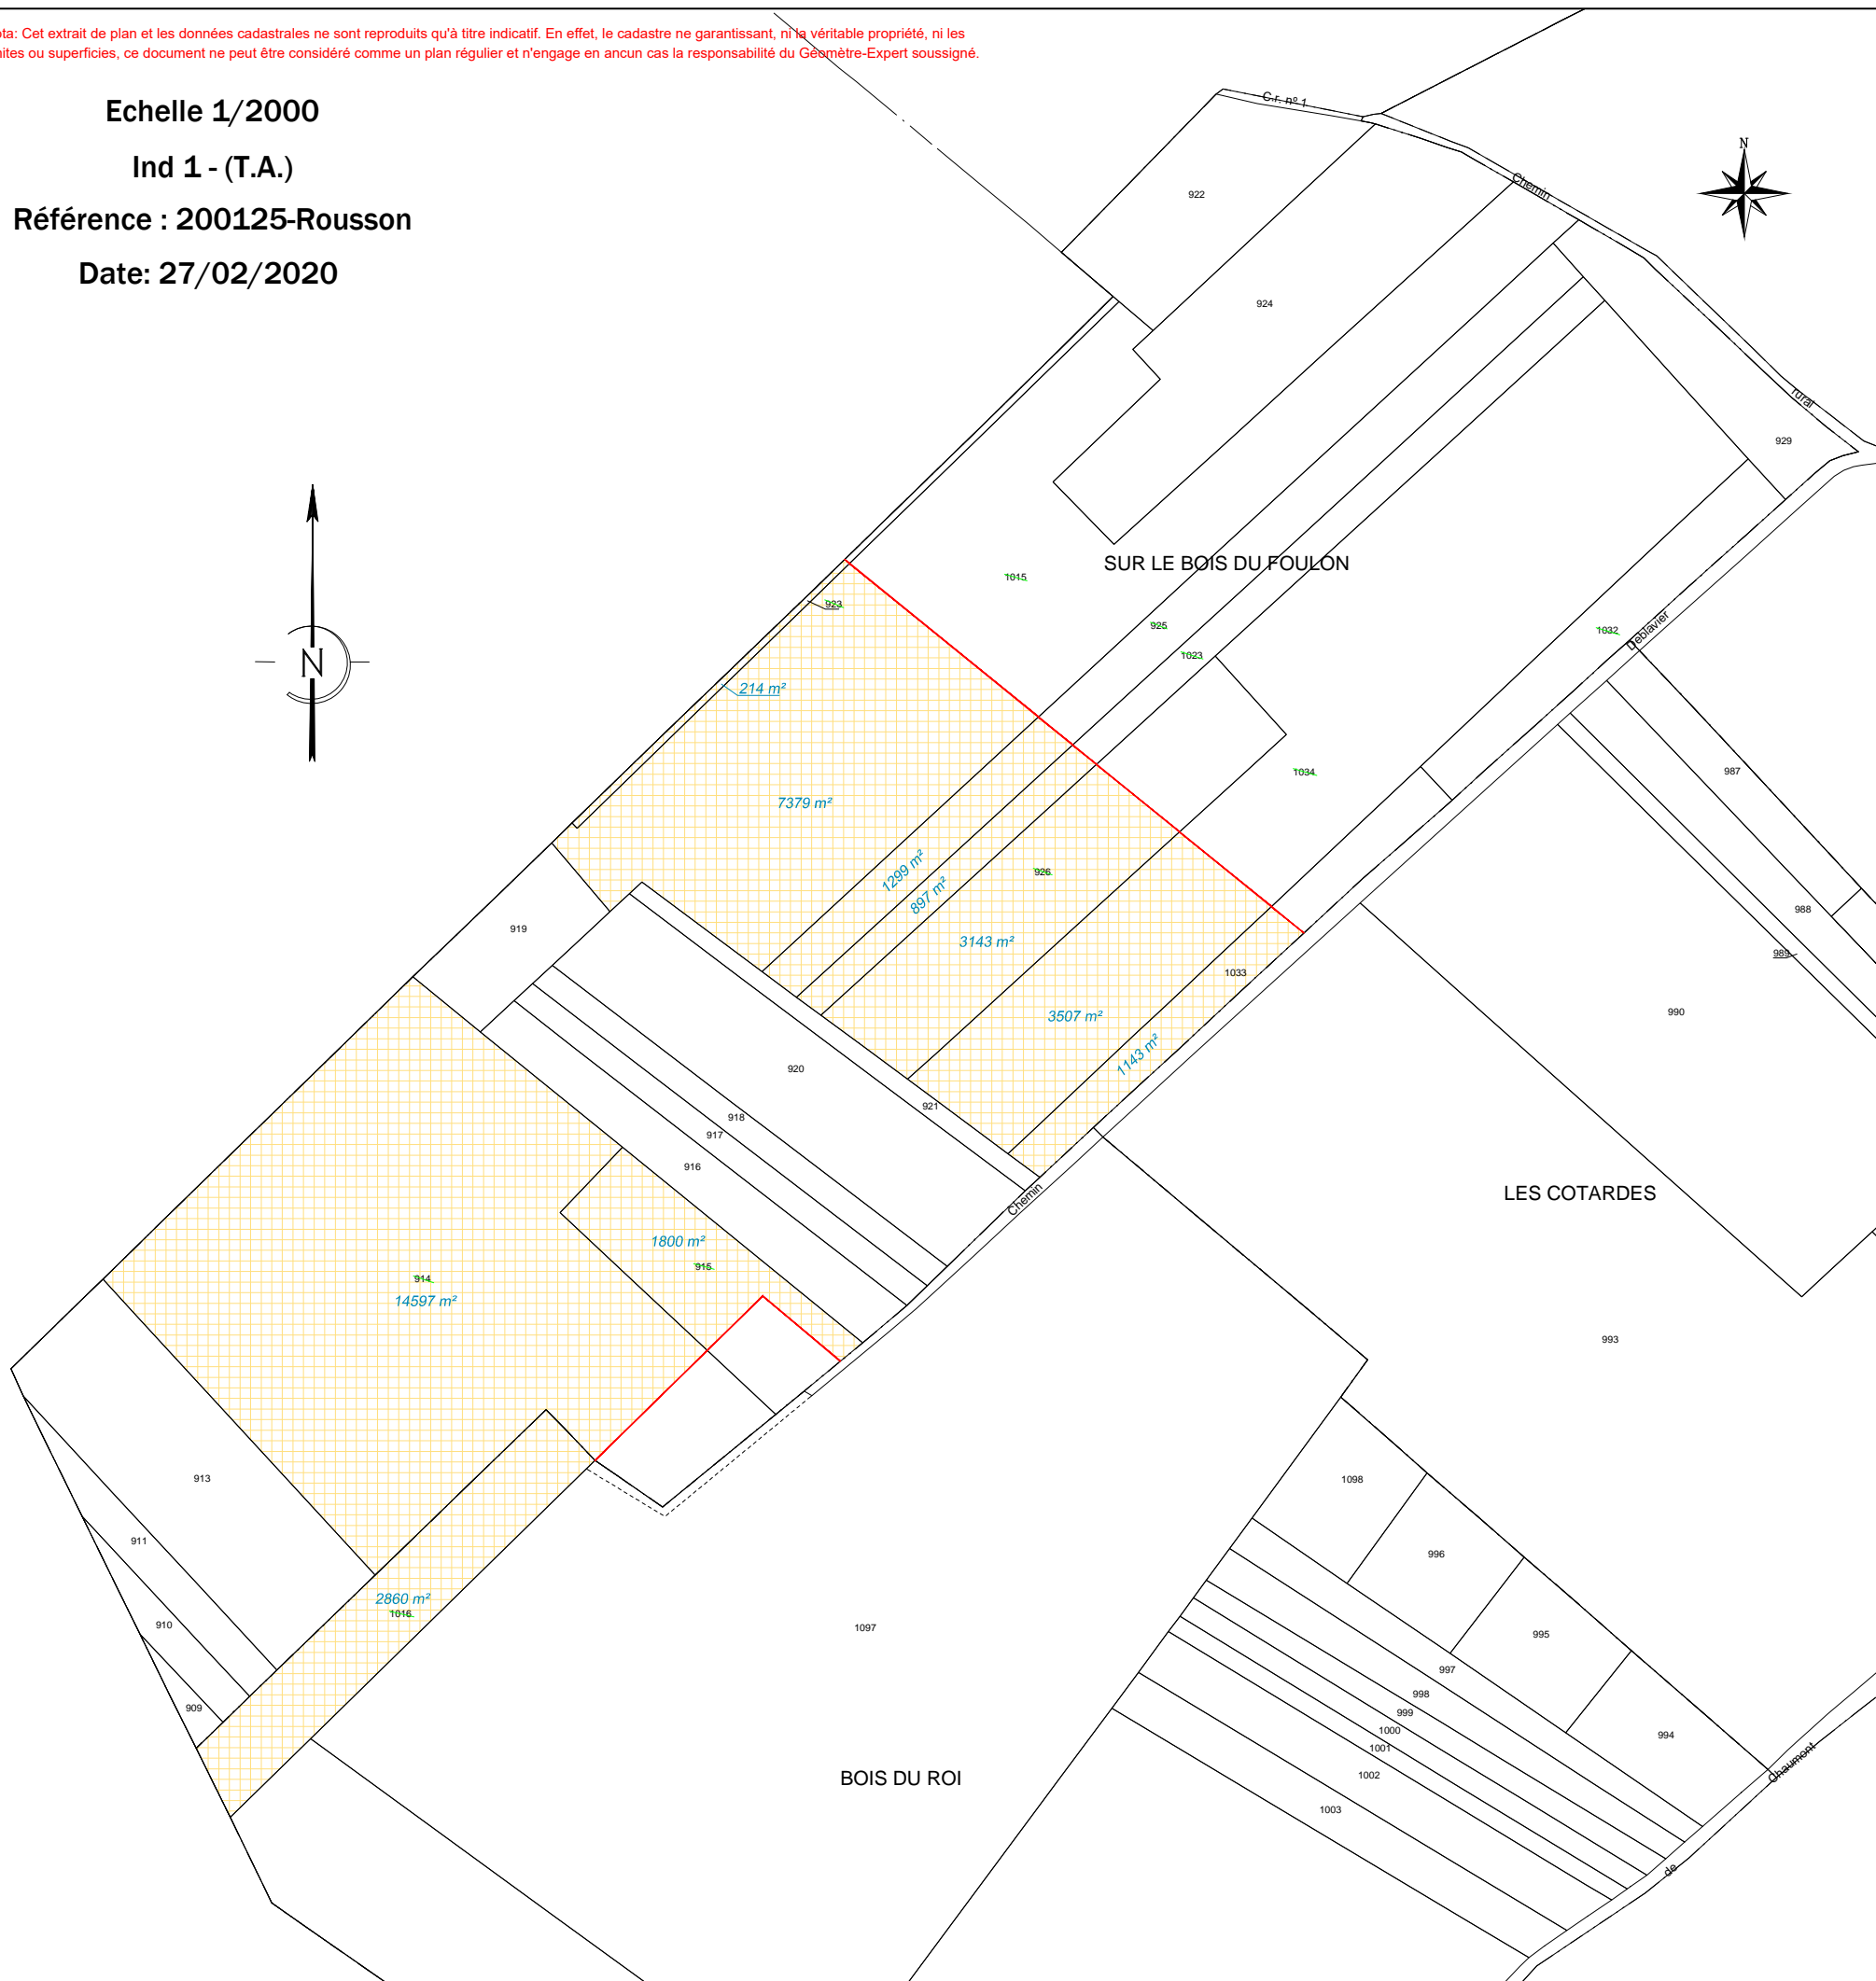 ota: Cet extrait de plan et les données cadastrales ne sont reproduits qu'à titre indicatif. En effet, le cadastre ne garantissant, ni la véritable propriété, ni les
ites ou superficies, ce document ne peut être considéré comme un plan régulier et n'engage en ancun cas la responsabilité du Géomètre-Expert soussigné.
Echelle 1/2000
Ind 1 - (T.A.)
Référence : 200125-Rousson
Date: 27/02/2020
C.r. n° 1
N
Chemin
922
924
rural
929
SUR LE BOIS DU FOULON
1015
923
925
1032
Deblavier
1023
N
214 m²
1034
987
7379 m²
1299 m²
926
897 m²
988
919
3143 m²
989
1033
990
3507 m²
1143 m²
920
921
918
917
916
Chemin
LES COTARDES
1800 m²
915
914
14597 m²
993
913
1098
911
996
2860 m²
1016
910
1097
995
997
998
909
999
1000
994
1001
Chaumont
1002
BOIS DU ROI
1003
de